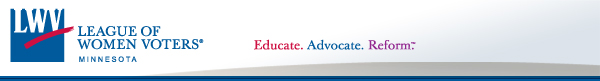 LWV
LEAGUE OF
WOMEN VOTERS®
MINNESOTA
Educate. Advocate. Reform.™